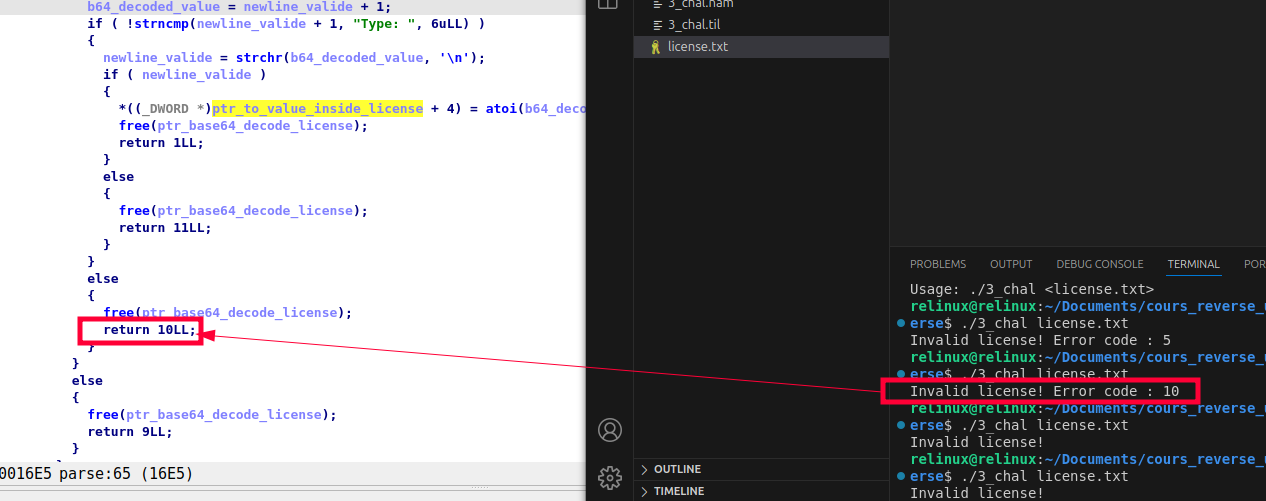 b64_decoded_value = newline_valide + 1;
if ( !strncmp(newline_valide + 1, "Type: ", 6uLL) )
{
newline_valide = strchr(b64_decoded_value, '\n');
if ( newline_valide )
{
*((_DWORD *)ptr_to_value_inside_license + 4) = atoi(b64_deco
free(ptr_base64_decode_license);
return 1LL;
}
else
{
free(ptr_base64_decode_license);
return 11LL;
}
}
else
{
free(ptr_base64_decode_license);
return 10LL;
}
}
else
{
free(ptr_base64_decode_license);
return 9LL;
}
0016E5 parse:65 (16E5)
3_chal.nam
3_chal.til
license.txt
PROBLEMS OUTPUT DEBUG CONSOLE TERMINAL POR
Usage: ./3_chal <license.txt>
relinux@relinux:~/Documents/cours_reverse_
erse$ ./3_chal license.txt
Invalid license! Error code : 5
relinux@relinux:~/Documents/cours_reverse_
erse$ ./3_chal license.txt
Invalid license! Error code : 10
relinux@relinux:~/Documents/cours_reverse_
erse$ ./3_chal license.txt
Invalid license!
relinux@relinux:~/Documents/cours_reverse_
erse$ ./3_chal license.txt
Invalid license!
OUTLINE
TIMELINE